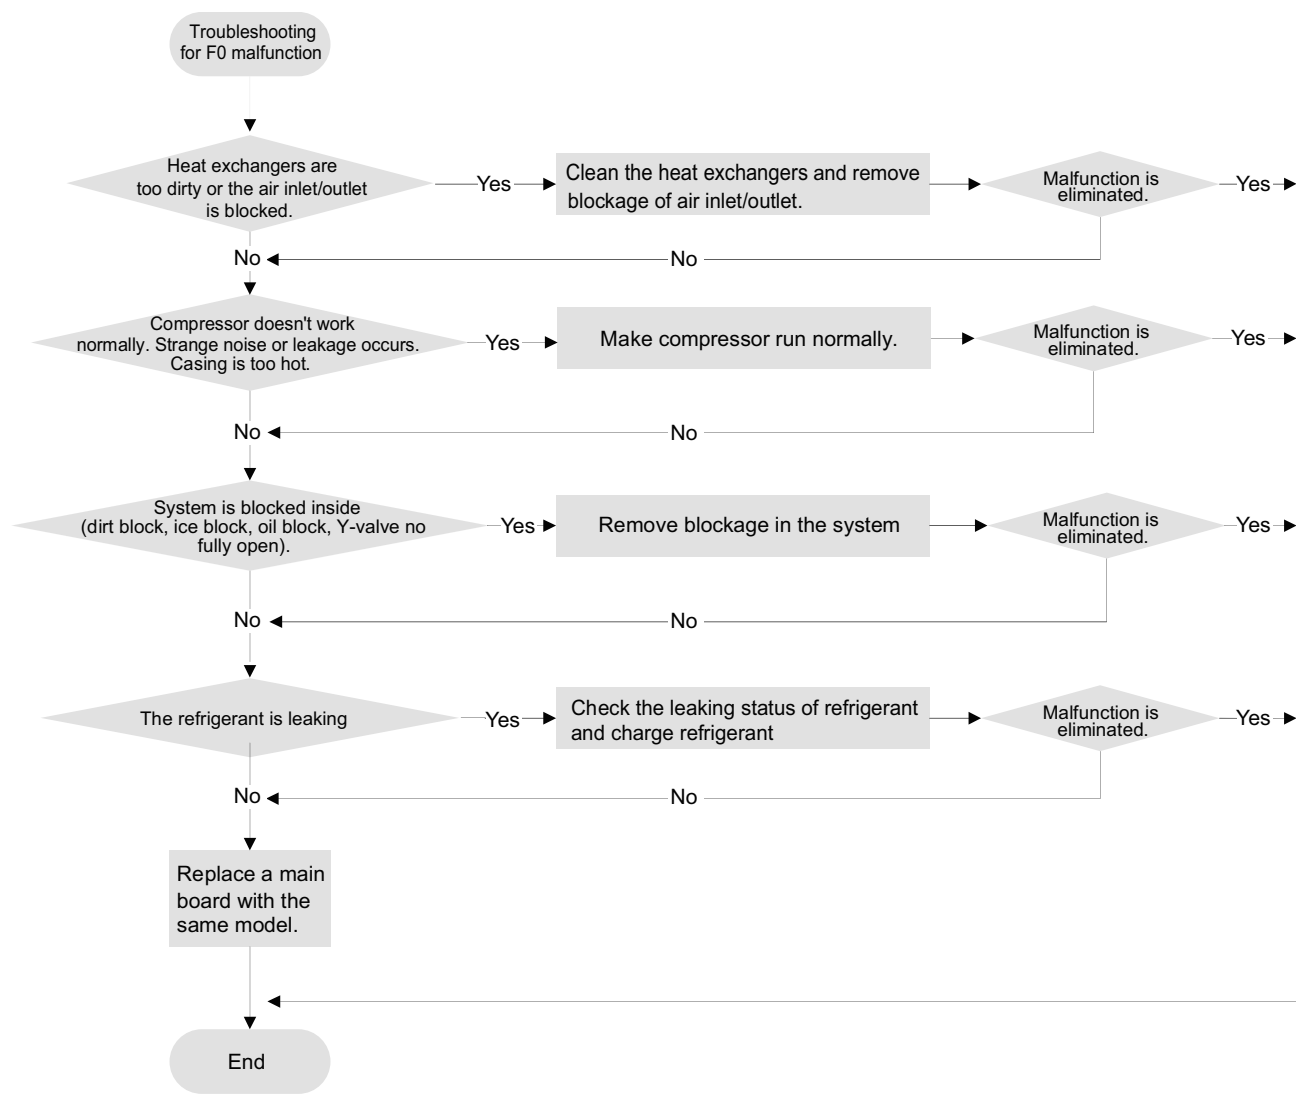 Troubleshooting
for F0 malfunction
Heat exchangers are
too dirty or the air inlet/outlet
is blocked.
Yes
Clean the heat exchangers and remove
blockage of air inlet/outlet.
Malfunction is
eliminated.
Yes
No
No
Compressor doesn't work
normally. Strange noise or leakage occurs.
Casing is too hot.
Yes
Make compressor run normally.
Malfunction is
eliminated.
Yes
No
No
System is blocked inside
(dirt block, ice block, oil block, Y-valve no
fully open).
Yes
Remove blockage in the system
Malfunction is
eliminated.
Yes
No
No
The refrigerant is leaking
Yes
Check the leaking status of refrigerant
and charge refrigerant
Malfunction is
eliminated.
Yes
No
No
Replace a main
board with the
same model.
End